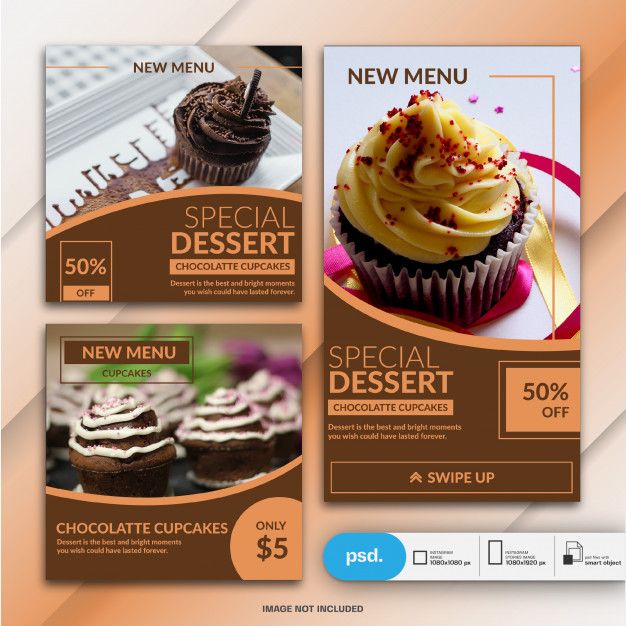 NEW MENU
SPECIAL
DESSERT
CHOCOLATTE CUPCAKES
Dessert is the best and bright moments
you wish could have lasted forever.
50%
OFF
NEW MENU
CUPCAKES
CHOCOLATTE CUPCAKES
Dessert is the best and bright moments
you wish could have lasted forever.
ONLY
$5
NEW MENU
SPECIAL
DESSERT
CHOCOLATTE CUPCAKES
Dessert is the best and bright moments
you wish could have lasted forever.
50%
OFF
SWIPE UP
psd.
INSTAGRAM
IMAGE
1080x1080 px
INSTAGRAM
STORIES IMAGE
1080x1920 px
psd files with
smart object
IMAGE NOT INCLUDED